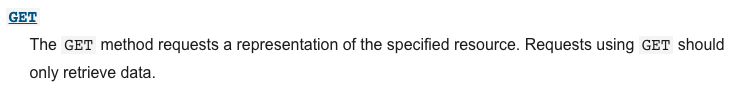 GET
The GET method requests a representation of the specified resource. Requests using GET should
only retrieve data.